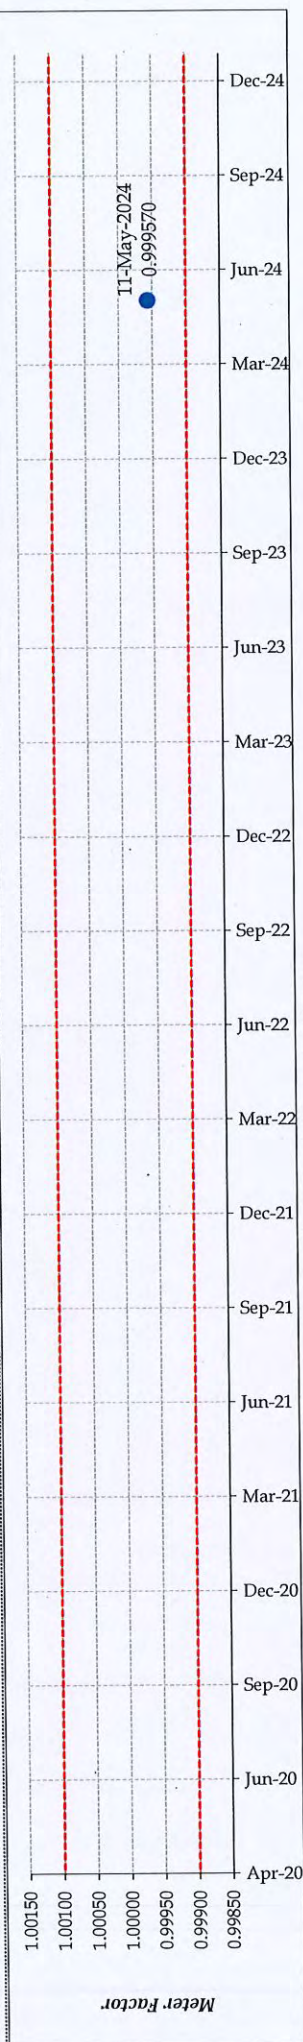 Meter Factor
1.00150
1.00100
1.00050
1.00000
0.99950
0.99900
0.99850
11-May-2024
0.999570
Apr-20
Jun-20
Sep-20
Dec-20
Mar-21
Jun-21
Sep-21
Dec-21
Mar-22
Jun-22
Sep-22
Dec-22
Mar-23
Jun-23
Sep-23
Dec-23
Mar-24
Jun-24
Sep-24
Dec-24